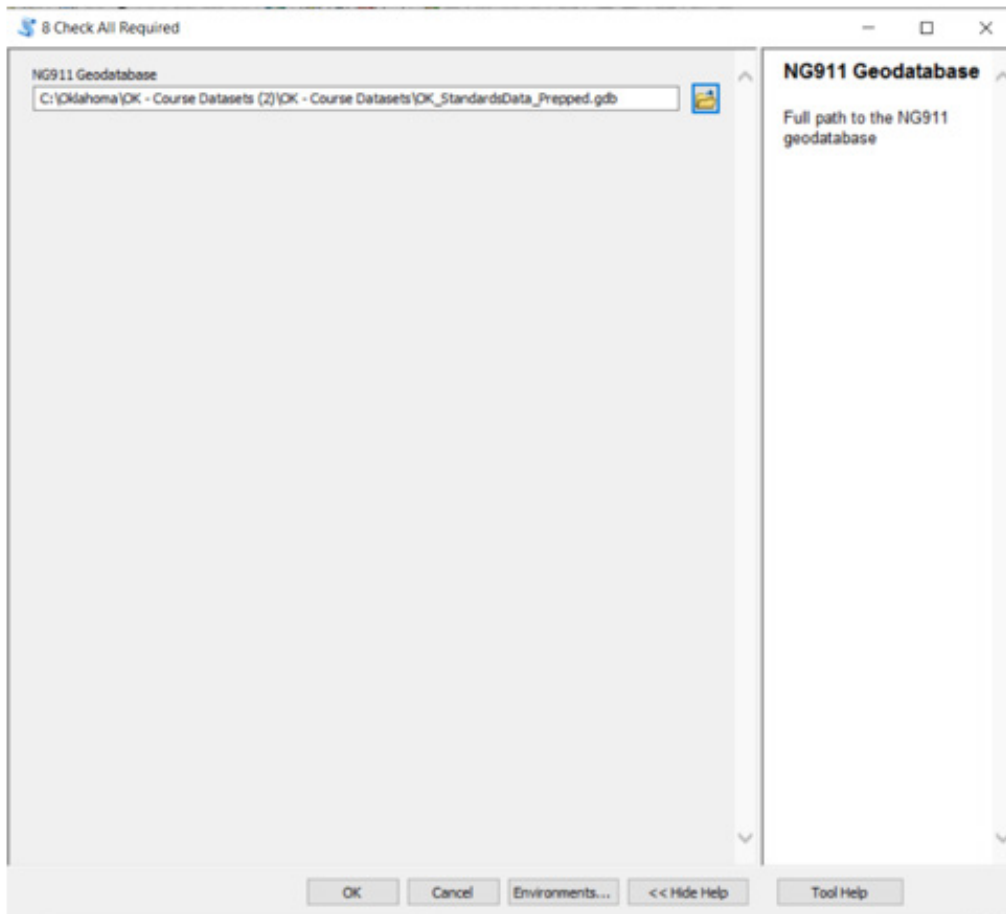 8 Check All Required
NG911 Geodatabase
C:\Oklahoma\OK - Course Datasets (2)\OK - Course Datasets\OK_StandardsData_Prepped.gdb
NG911 Geodatabase
Full path to the NG911
geodatabase
OK
Cancel
Environments...
<< Hide Help
Tool Help